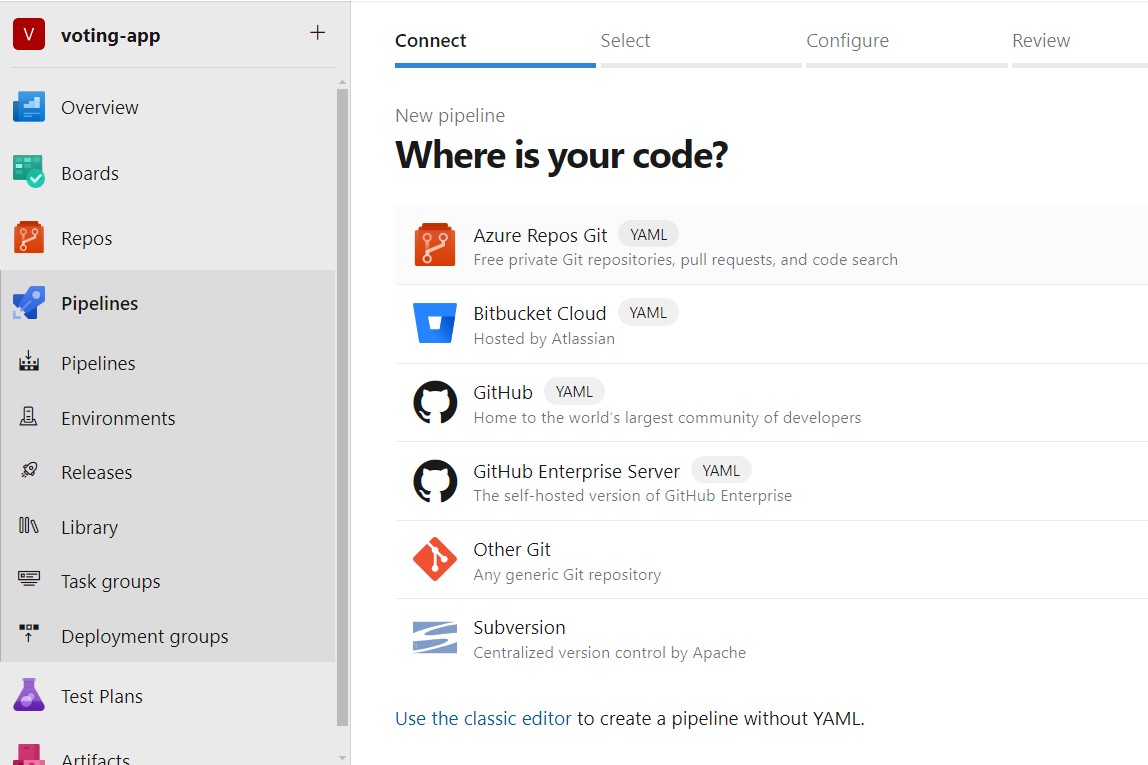 V voting-app +
Overview
Boards
Repos
Pipelines
Pipelines
Environments
Releases
Library
Task groups
Deployment groups
Test Plans
Artifacts
Connect Select Configure Review
New pipeline
Where is your code?
Azure Repos Git YAML
Free private Git repositories, pull requests, and code search
Bitbucket Cloud YAML
Hosted by Atlassian
GitHub YAML
Home to the world's largest community of developers
GitHub Enterprise Server YAML
The self-hosted version of GitHub Enterprise
Other Git
Any generic Git repository
Subversion
Centralized version control by Apache
Use the classic editor to create a pipeline without YAML.